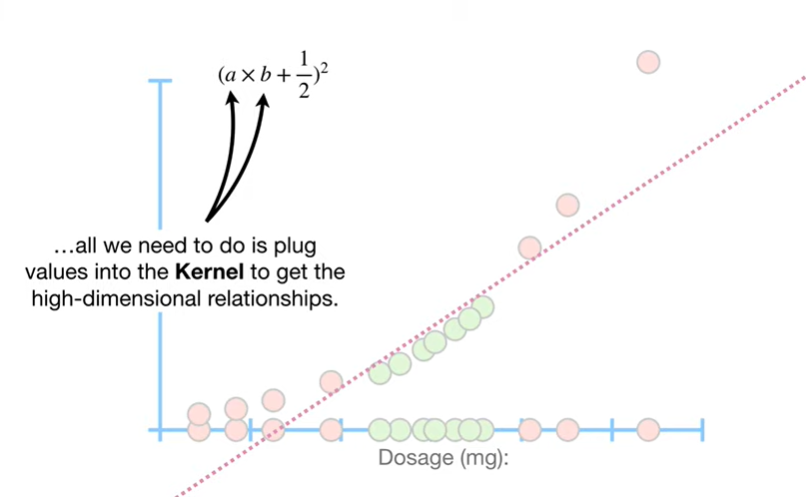 (a × b + 1/2)²
…all we need to do is plug
values into the Kernel to get the
high-dimensional relationships.
Dosage (mg):